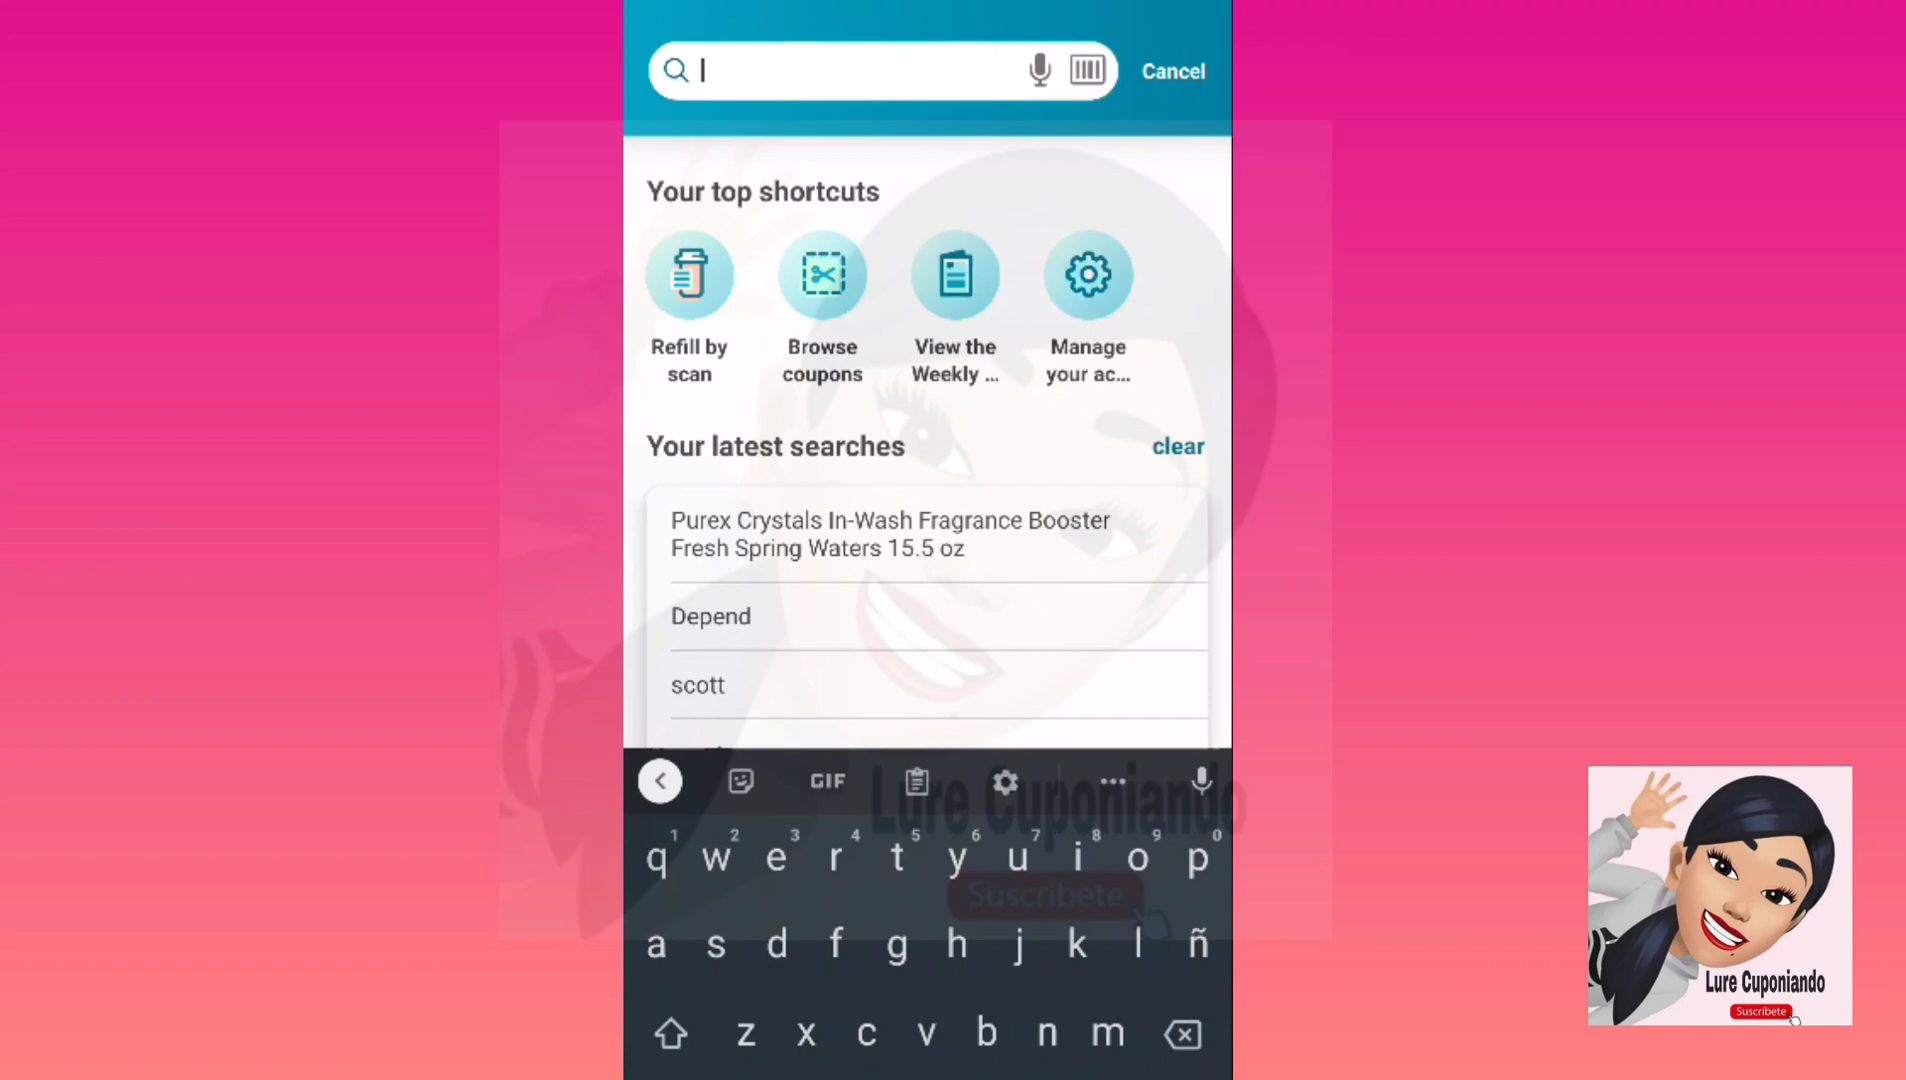 Cancel
Your top shortcuts
Refill by
scan
Browse
coupons
View the
Weekly ...
Manage
your ac...
Your latest searches
clear
Purex Crystals In-Wash Fragrance Booster
Fresh Spring Waters 15.5 oz
Depend
scott
GIF
Lure Cuponiando
1 2 3 4 5 6 7 8 9 0
q w e r t y u i o p
Suscribete
a s d f g h j k l ñ
z x c v b n m
Lure Cuponiando
Suscribete